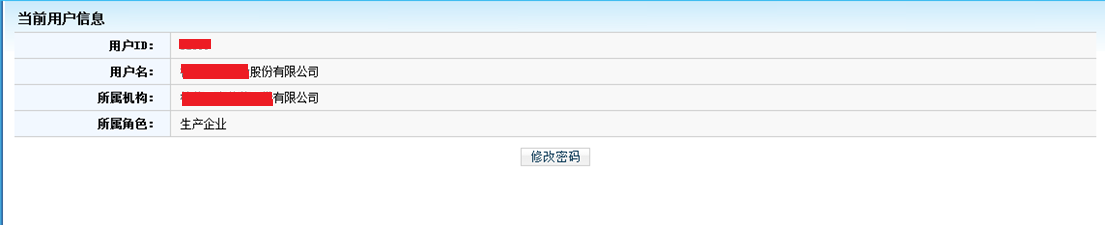 当前用户信息
用户ID：
用户名： 股份有限公司
所属机构： 有限公司
所属角色： 生产企业
修改密码